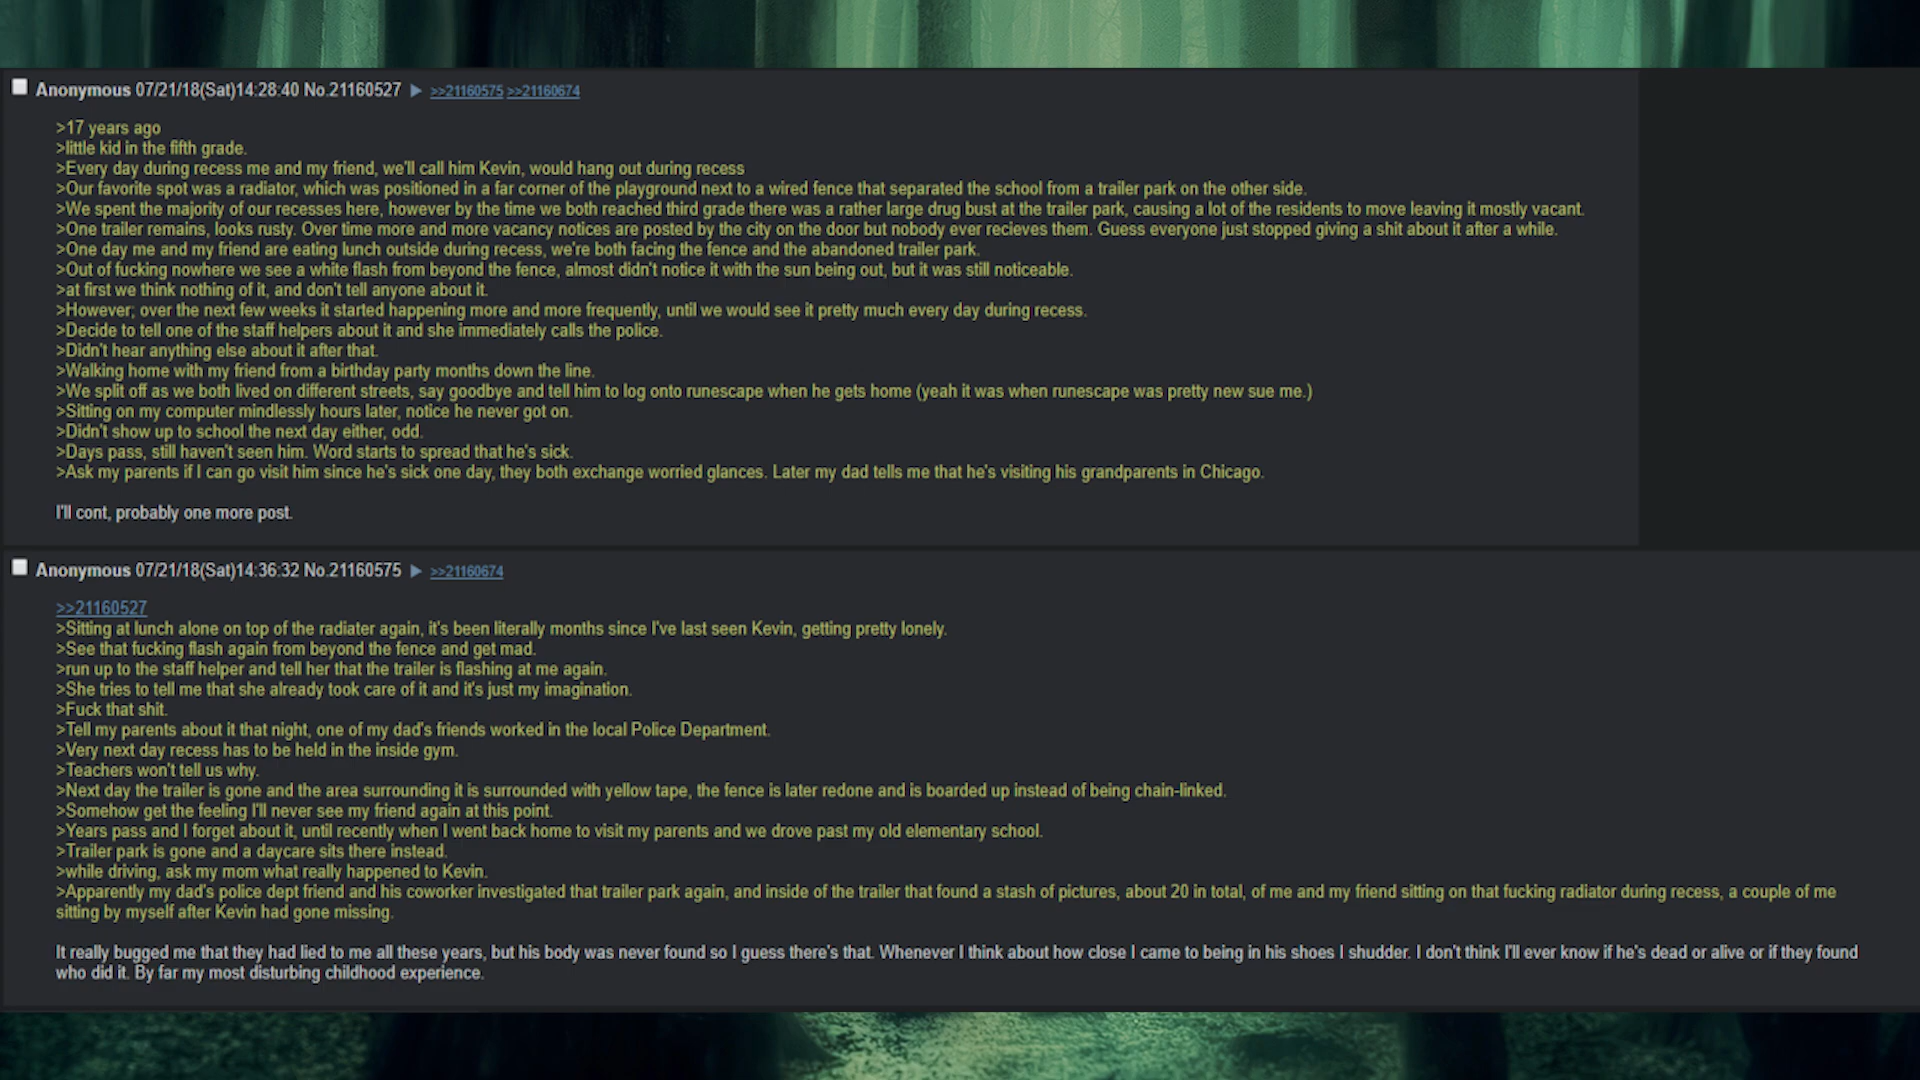 Anonymous 07/21/18(Sat)14:28:40 No.21160527 ▶ >>21160575 >>21160674
>17 years ago
>little kid in the fifth grade.
>Every day during recess me and my friend, we'll call him Kevin, would hang out during recess
>Our favorite spot was a radiator, which was positioned in a far corner of the playground next to a wired fence that separated the school from a trailer park on the other side.
>We spent the majority of our recesses here, however by the time we both reached third grade there was a rather large drug bust at the trailer park, causing a lot of the residents to move leaving it mostly vacant.
>One trailer remains, looks rusty. Over time more and more vacancy notices are posted by the city on the door but nobody ever recieves them. Guess everyone just stopped giving a shit about it after a while.
>One day me and my friend are eating lunch outside during recess, we're both facing the fence and the abandoned trailer park.
>Out of fucking nowhere we see a white flash from beyond the fence, almost didn't notice it with the sun being out, but it was still noticeable.
>at first we think nothing of it, and don't tell anyone about it.
>However; over the next few weeks it started happening more and more frequently, until we would see it pretty much every day during recess.
>Decide to tell one of the staff helpers about it and she immediately calls the police.
>Didn't hear anything else about it after that.
>Walking home with my friend from a birthday party months down the line.
>We split off as we both lived on different streets, say goodbye and tell him to log onto runescape when he gets home (yeah it was when runescape was pretty new sue me.)
>Sitting on my computer mindlessly hours later, notice he never got on.
>Didn't show up to school the next day either, odd.
>Days pass, still haven't seen him. Word starts to spread that he's sick.
>Ask my parents if I can go visit him since he's sick one day, they both exchange worried glances. Later my dad tells me that he's visiting his grandparents in Chicago.
I'll cont, probably one more post.
Anonymous 07/21/18(Sat)14:36:32 No.21160575 ▶ >>21160674
>>21160527
>Sitting at lunch alone on top of the radiater again, it's been literally months since I've last seen Kevin, getting pretty lonely.
>See that fucking flash again from beyond the fence and get mad.
>run up to the staff helper and tell her that the trailer is flashing at me again.
>She tries to tell me that she already took care of it and it's just my imagination.
>Fuck that shit.
>Tell my parents about it that night, one of my dad's friends worked in the local Police Department.
>Very next day recess has to be held in the inside gym.
>Teachers won't tell us why.
>Next day the trailer is gone and the area surrounding it is surrounded with yellow tape, the fence is later redone and is boarded up instead of being chain-linked.
>Somehow get the feeling I'll never see my friend again at this point.
>Years pass and I forget about it, until recently when I went back home to visit my parents and we drove past my old elementary school.
>Trailer park is gone and a daycare sits there instead.
>while driving, ask my mom what really happened to Kevin.
>Apparently my dad's police dept friend and his coworker investigated that trailer park again, and inside of the trailer that found a stash of pictures, about 20 in total, of me and my friend sitting on that fucking radiator during recess, a couple of me
sitting by myself after Kevin had gone missing.
It really bugged me that they had lied to me all these years, but his body was never found so I guess there's that. Whenever I think about how close I came to being in his shoes I shudder. I don't think I'll ever know if he's dead or alive or if they found
who did it. By far my most disturbing childhood experience.